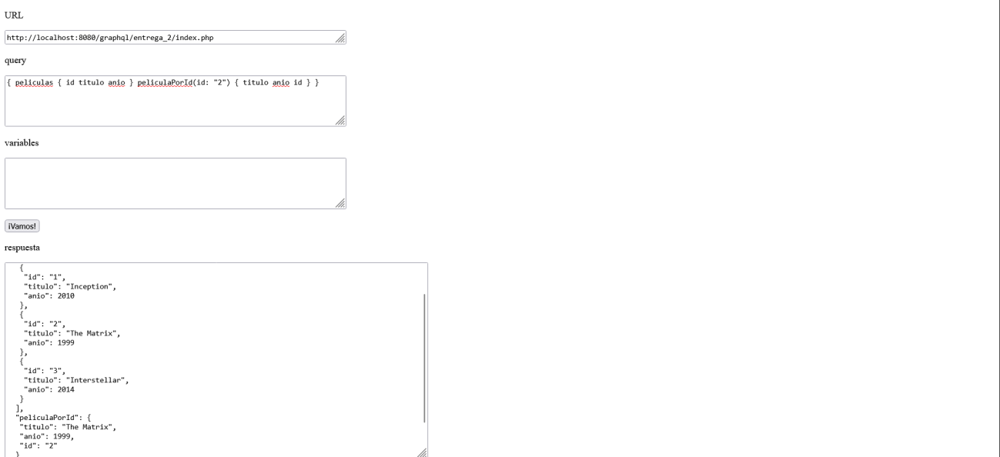 URL
http://localhost:8080/graphql/entrega_2/index.php
query
{ peliculas { id titulo anio } peliculaPorId(id: "2") { titulo anio id } }
variables
¡Vamos!
respuesta
{
"id": "1",
"titulo": "Inception",
"anio": 2010
},
{
"id": "2",
"titulo": "The Matrix",
"anio": 1999
},
{
"id": "3",
"titulo": "Interstellar",
"anio": 2014
}
],
"peliculaPorId": {
"titulo": "The Matrix",
"anio": 1999,
"id": "2"
}